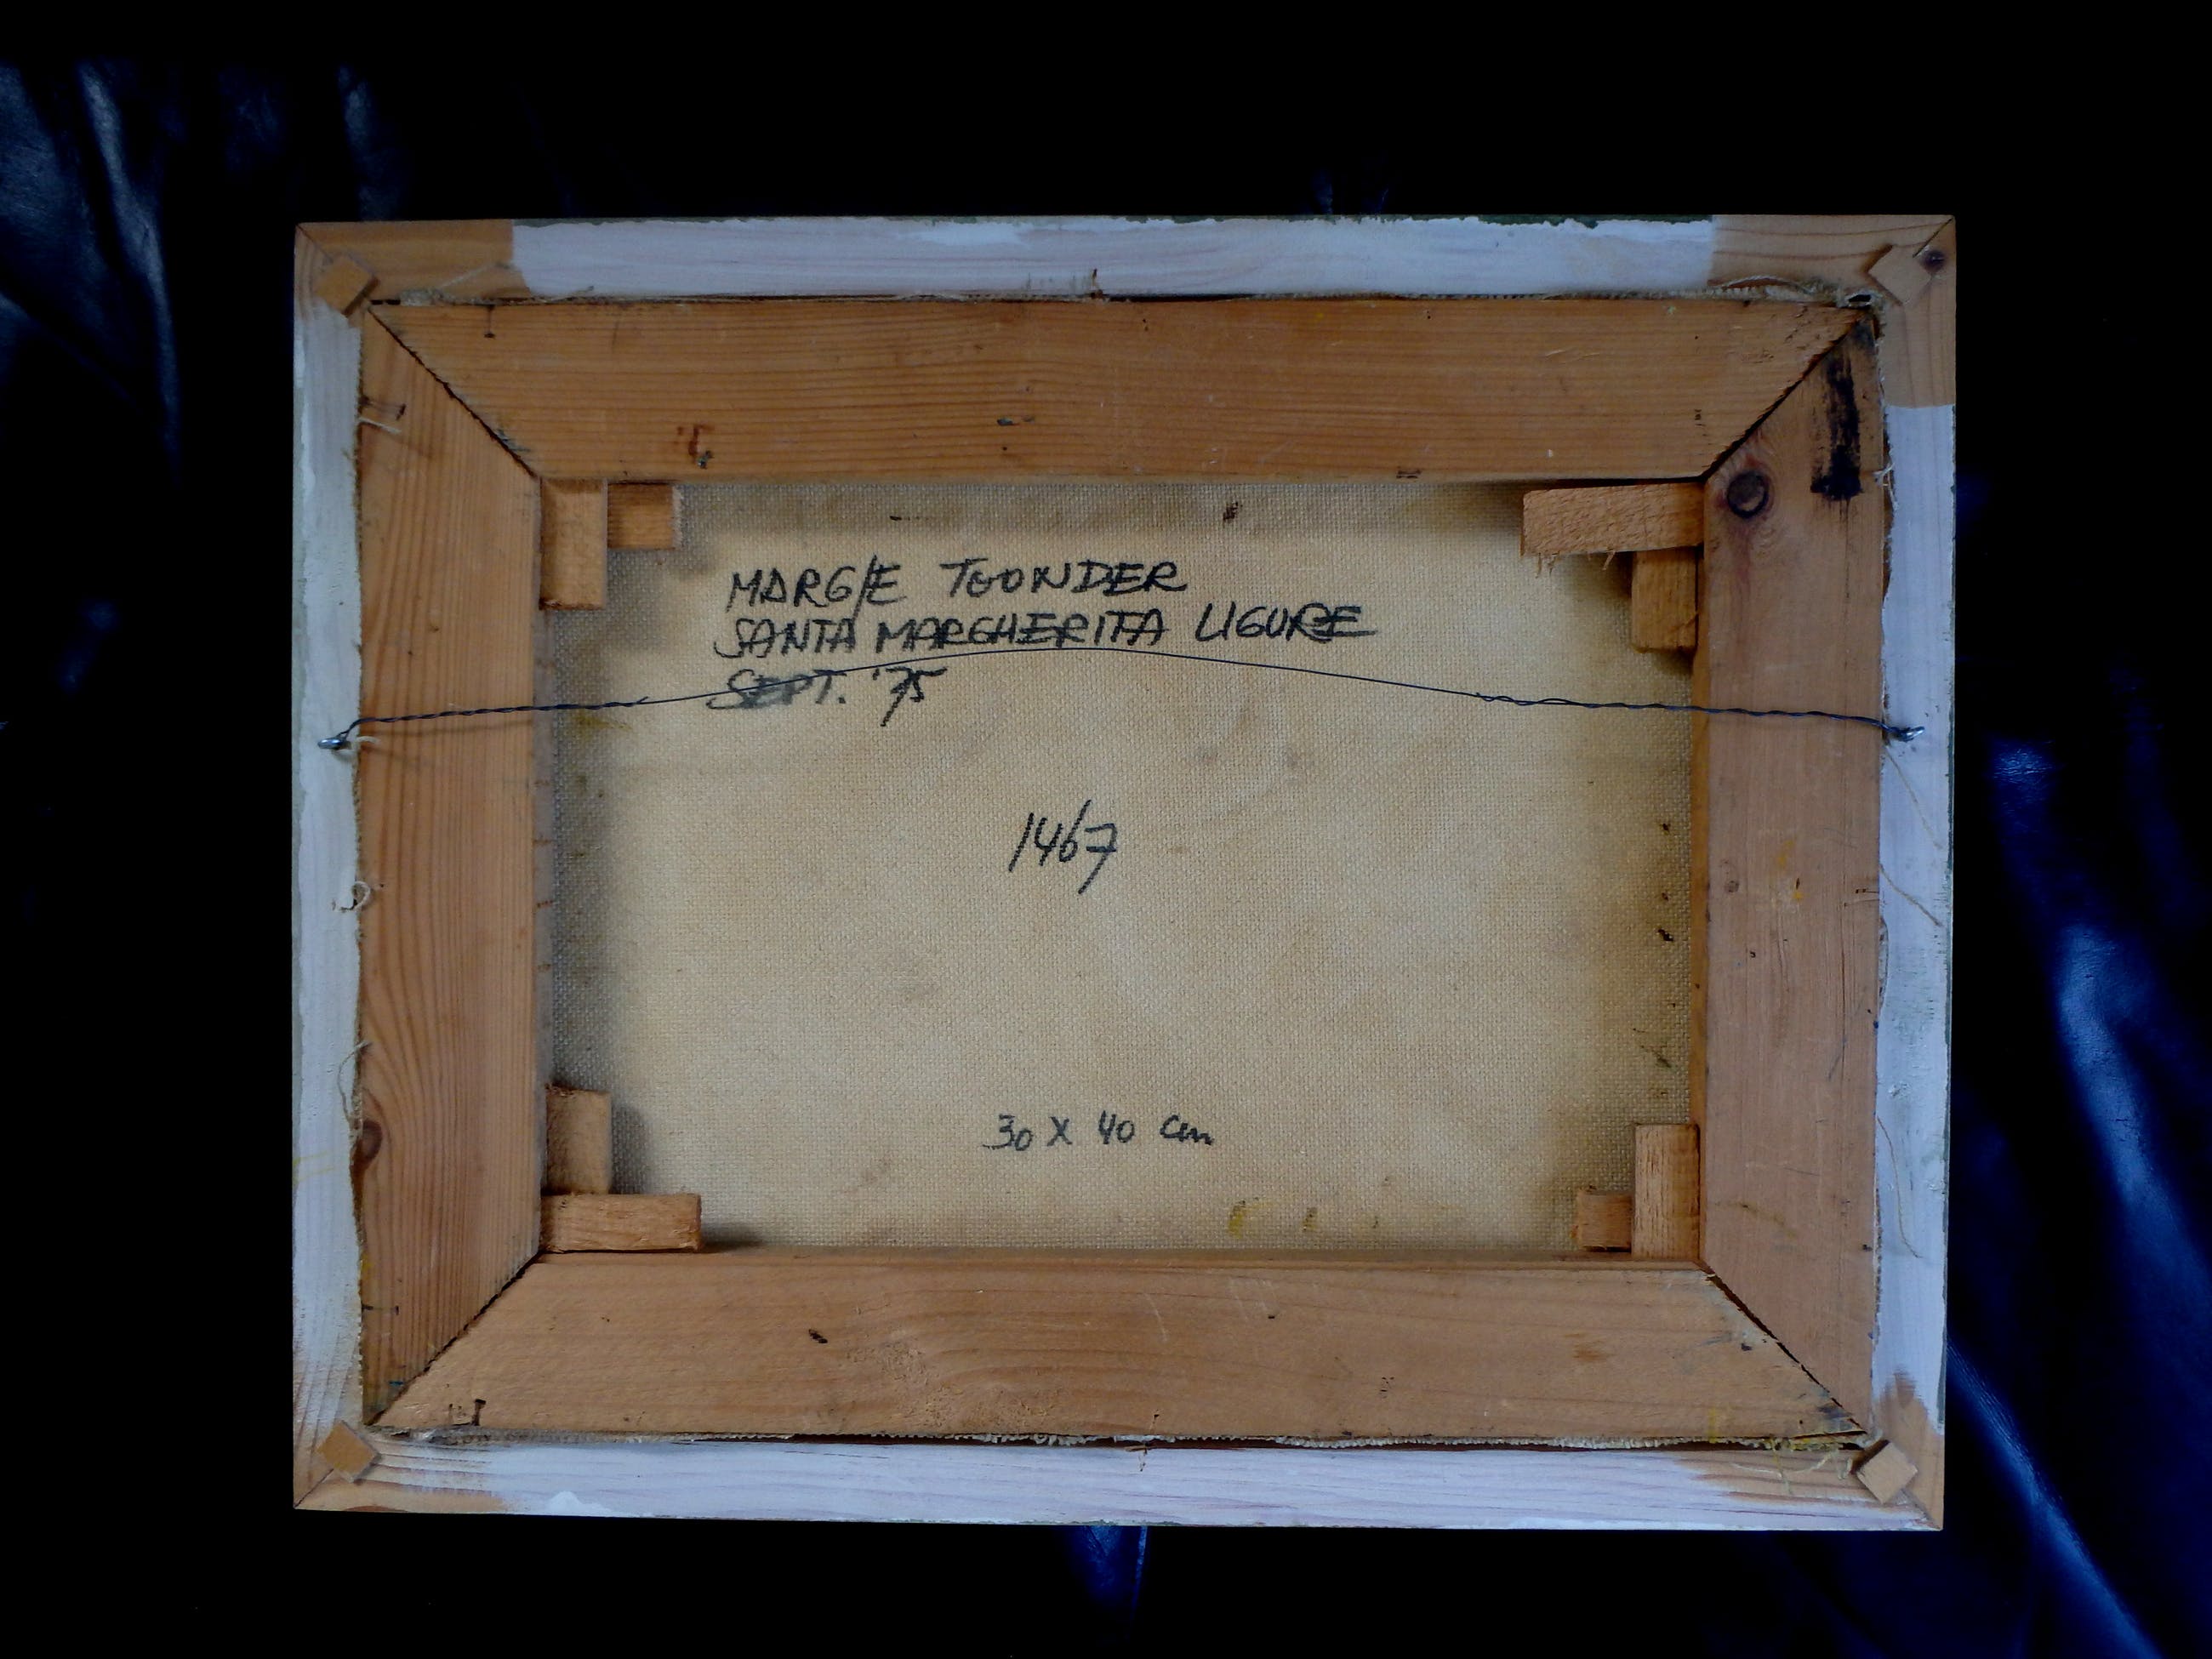 MARGIE TOONDER
SANTA MARGHERITA LIGURE
SEPT. '75
1467
30 X 40 cm